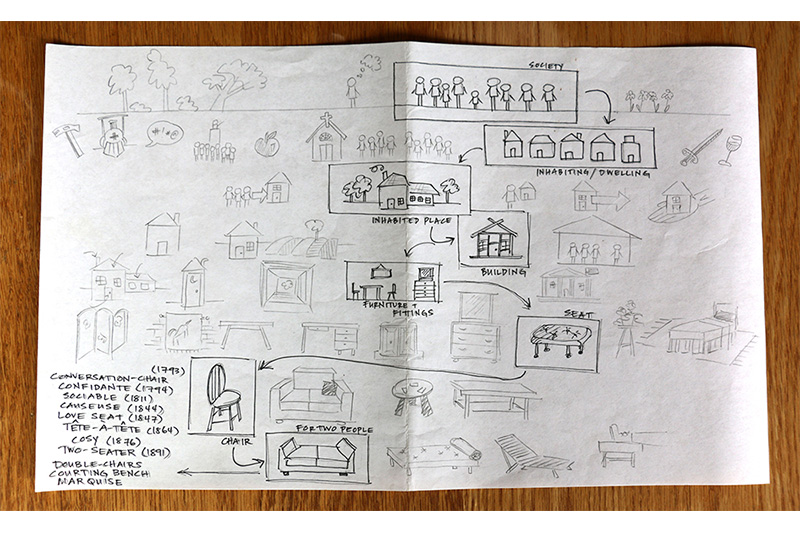 SOCIETY
#!*@
INHABITING/DWELLING
INHABITED PLACE
BUILDING
FURNITURE +
FITTINGS
SEAT
(1793)
CONVERSATION-CHAIR
CONFIDANTE (1794)
SOCIABLE (1811)
CAUSEUSE (1844)
LOVE SEAT (1847)
TÊTE-À-TÊTE (1864)
COSY (1876)
TWO-SEATER (1891)
DOUBLE-CHAIRS
COURTING BENCH
MARQUISE
CHAIR
FOR TWO PEOPLE